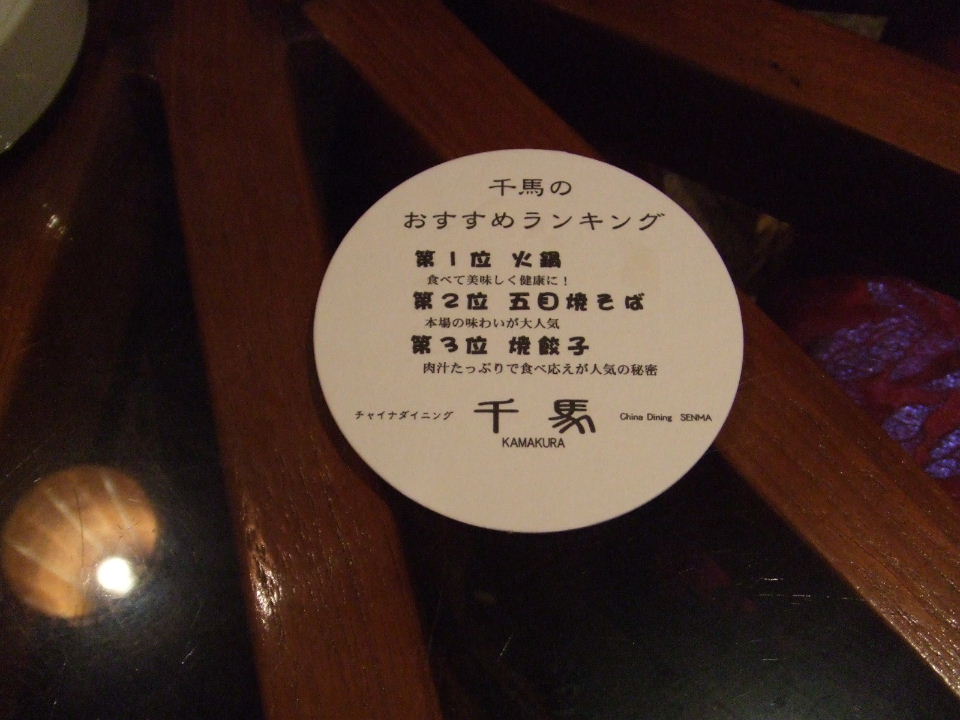 千馬の
おすすめランキング
第1位 火鍋
食べて美味しく健康に！
第2位 五目焼そば
本場の味わいが大人気
第3位 焼餃子
肉汁たっぷりで食べ応えが人気の秘密
チャイナダイニング 千馬 China Dining SENMA
KAMAKURA